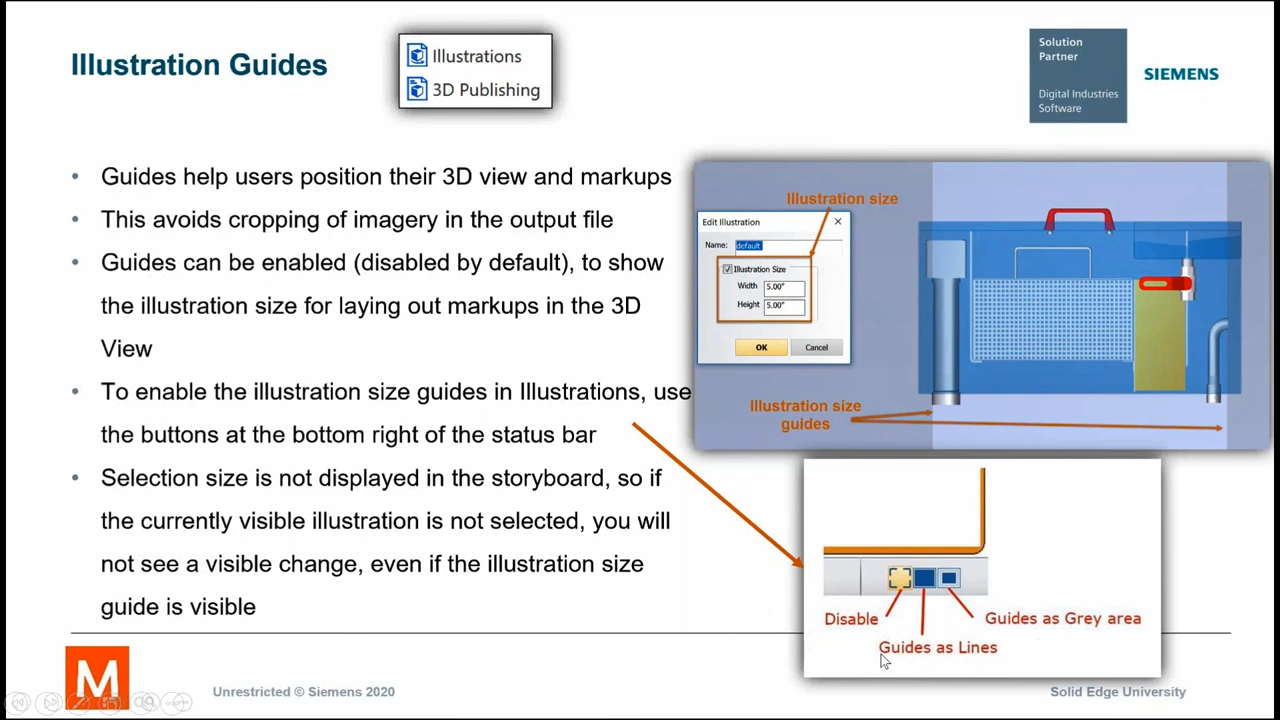 Illustration Guides
Illustrations
3D Publishing
Solution
Partner
Digital Industries
Software
SIEMENS
• Guides help users position their 3D view and markups
• This avoids cropping of imagery in the output file
• Guides can be enabled (disabled by default), to show
the illustration size for laying out markups in the 3D
View
• To enable the illustration size guides in Illustrations, use
the buttons at the bottom right of the status bar
• Selection size is not displayed in the storyboard, so if
the currently visible illustration is not selected, you will
not see a visible change, even if the illustration size
guide is visible
Illustration size
Edit Illustration
Name: default
Illustration Size
Width 5.00"
Height 5.00"
OK Cancel
Illustration size
guides
Disable
Guides as Grey area
Guides as Lines
M
Unrestricted © Siemens 2020
Solid Edge University